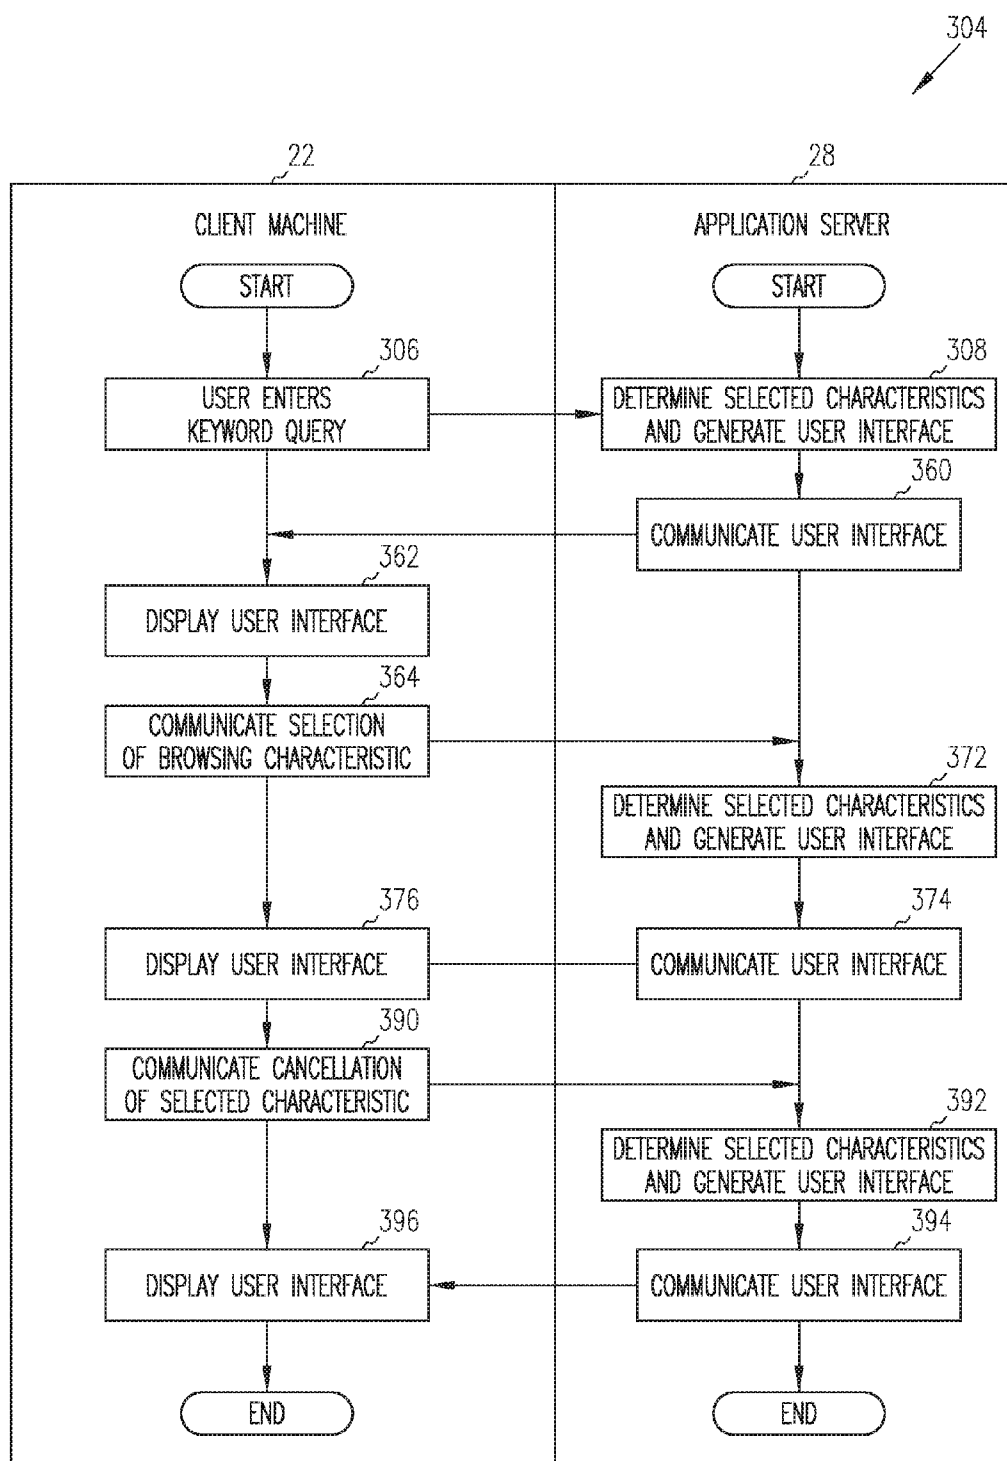 304
22
28
CLIENT MACHINE
APPLICATION SERVER
START
START
306
308
USER ENTERS
KEYWORD QUERY
DETERMINE SELECTED CHARACTERISTICS
AND GENERATE USER INTERFACE
360
COMMUNICATE USER INTERFACE
362
DISPLAY USER INTERFACE
364
COMMUNICATE SELECTION
OF BROWSING CHARACTERISTIC
372
DETERMINE SELECTED CHARACTERISTICS
AND GENERATE USER INTERFACE
376
374
DISPLAY USER INTERFACE
COMMUNICATE USER INTERFACE
390
COMMUNICATE CANCELLATION
OF SELECTED CHARACTERISTIC
392
DETERMINE SELECTED CHARACTERISTICS
AND GENERATE USER INTERFACE
396
394
DISPLAY USER INTERFACE
COMMUNICATE USER INTERFACE
END
END